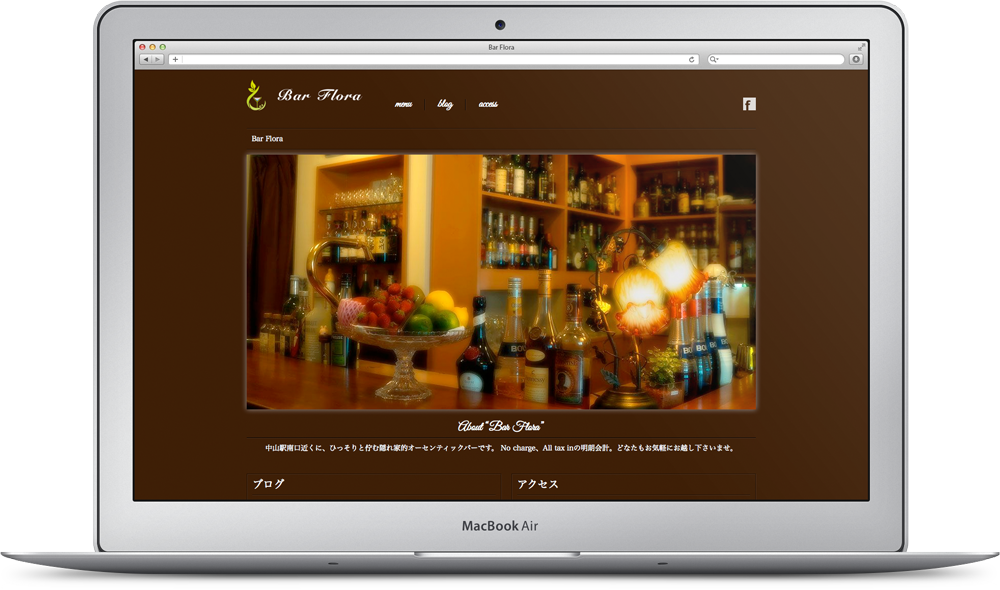 Bar Flora
Bar Flora
menu blog access
f
Bar Flora
BOLS
BOLS
BOLS
BOLS
About "Bar Flora"
中山駅南口近くに、ひっそりと佇む隠れ家的オーセンティックバーです。 No charge、All tax inの明朗会計。どなたもお気軽にお越し下さいませ。
ブログ
アクセス
MacBook Air